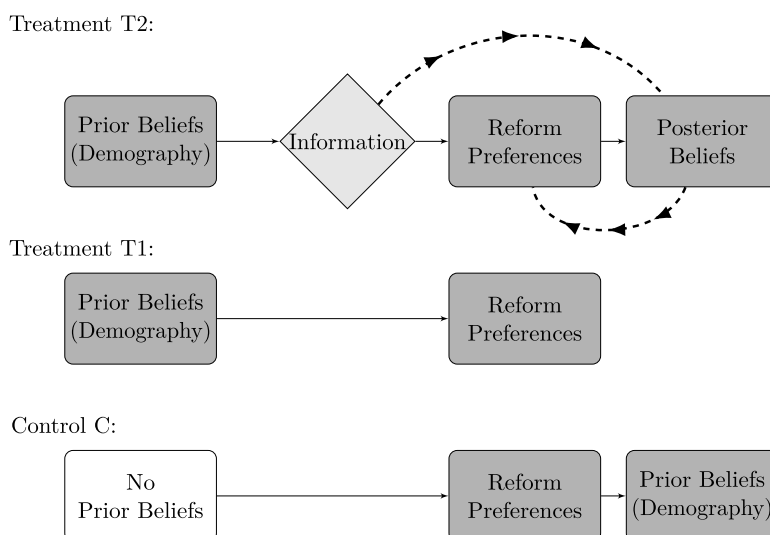 Treatment T2:
Prior Beliefs
(Demography)
Information
Reform
Preferences
Posterior
Beliefs
Treatment T1:
Prior Beliefs
(Demography)
Reform
Preferences
Control C:
No
Prior Beliefs
Reform
Preferences
Prior Beliefs
(Demography)